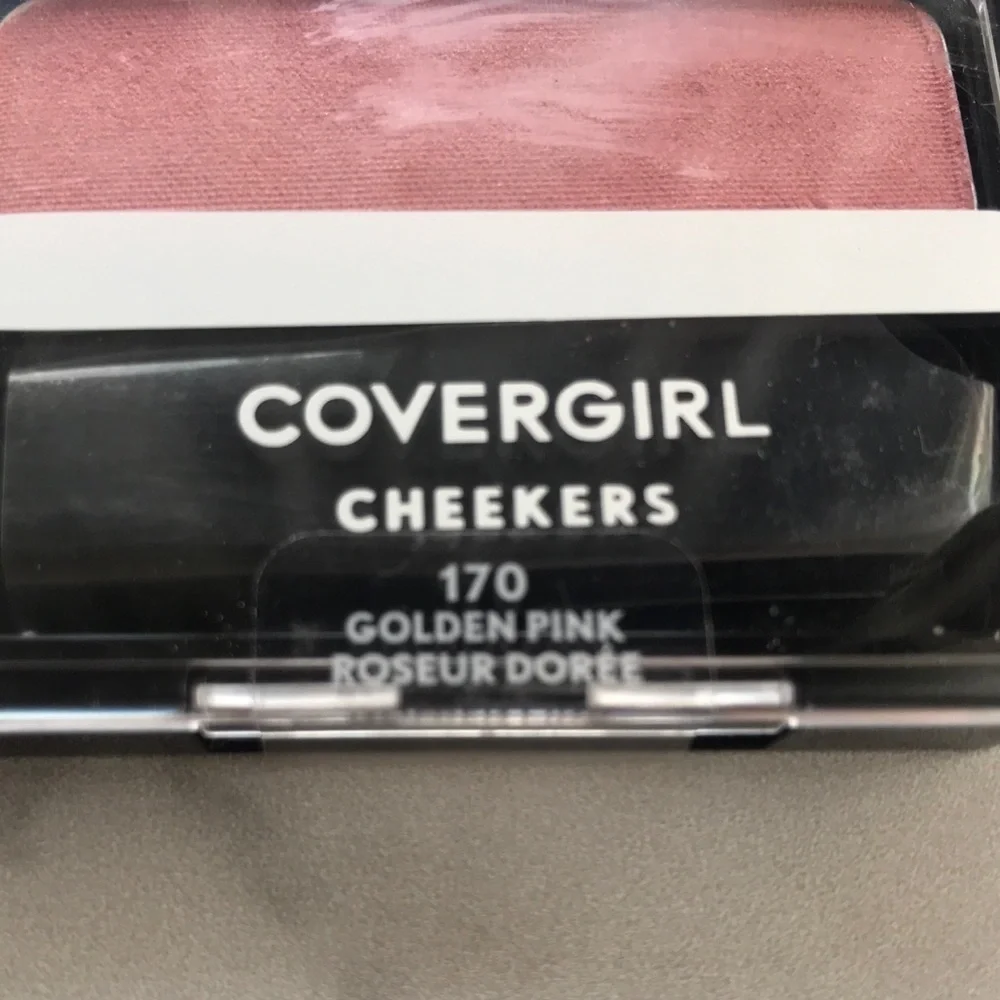 COVERGIRL
CHEEKERS
170
GOLDEN PINK
ROSEUR DORÉE